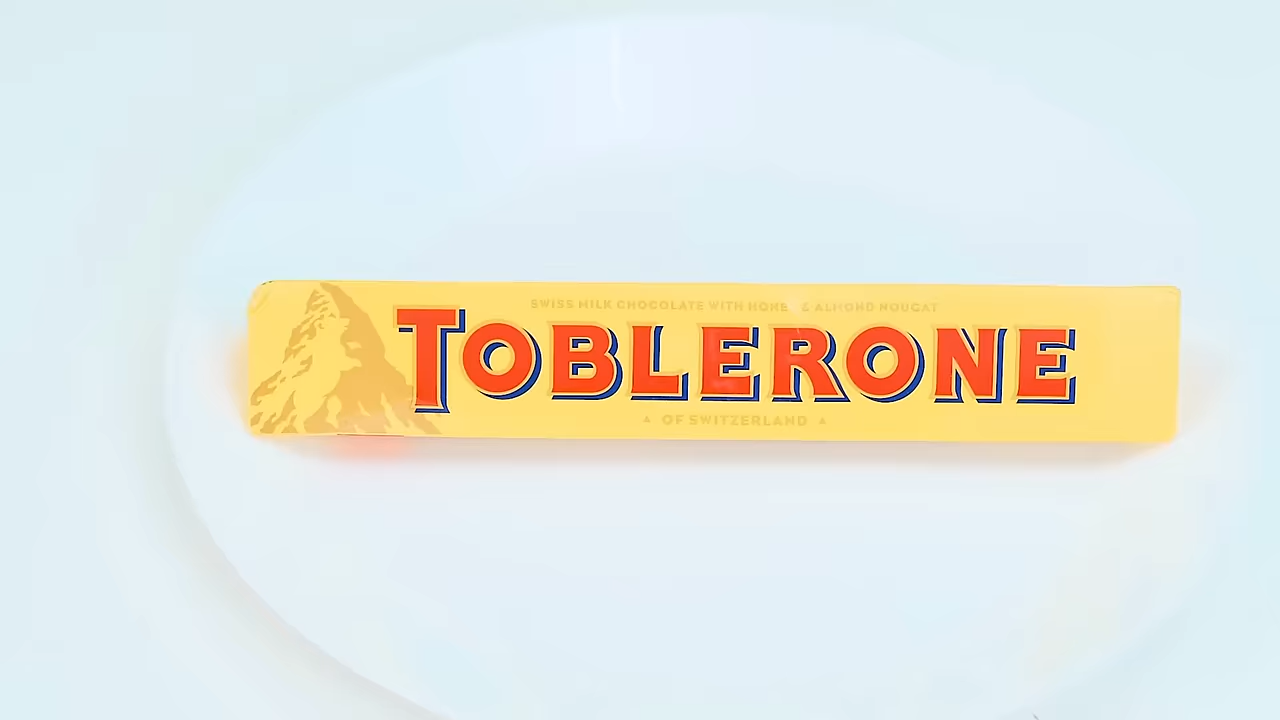 SWISS MILK CHOCOLATE WITH HONEY & ALMOND NOUGAT
TOBLERONE
OF SWITZERLAND